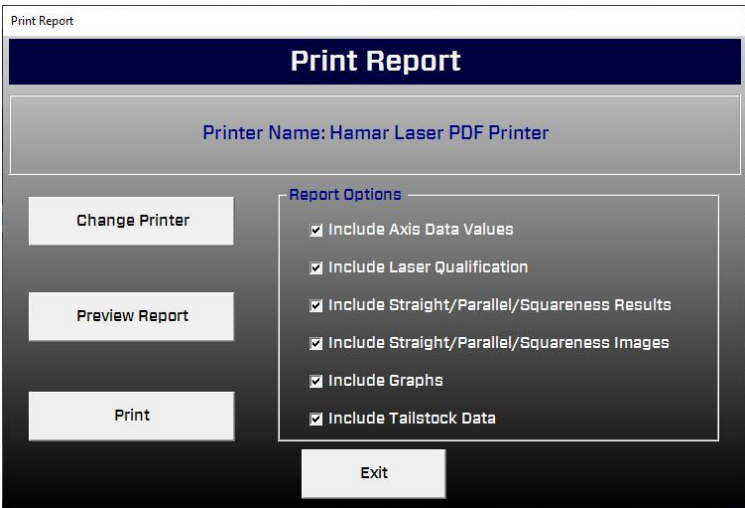 Print Report
Print Report
Printer Name: Hamar Laser PDF Printer
Change Printer
Preview Report
Print
Report Options
Include Axis Data Values
Include Laser Qualification
Include Straight/Parallel/Squareness Results
Include Straight/Parallel/Squareness Images
Include Graphs
Include Tailstock Data
Exit